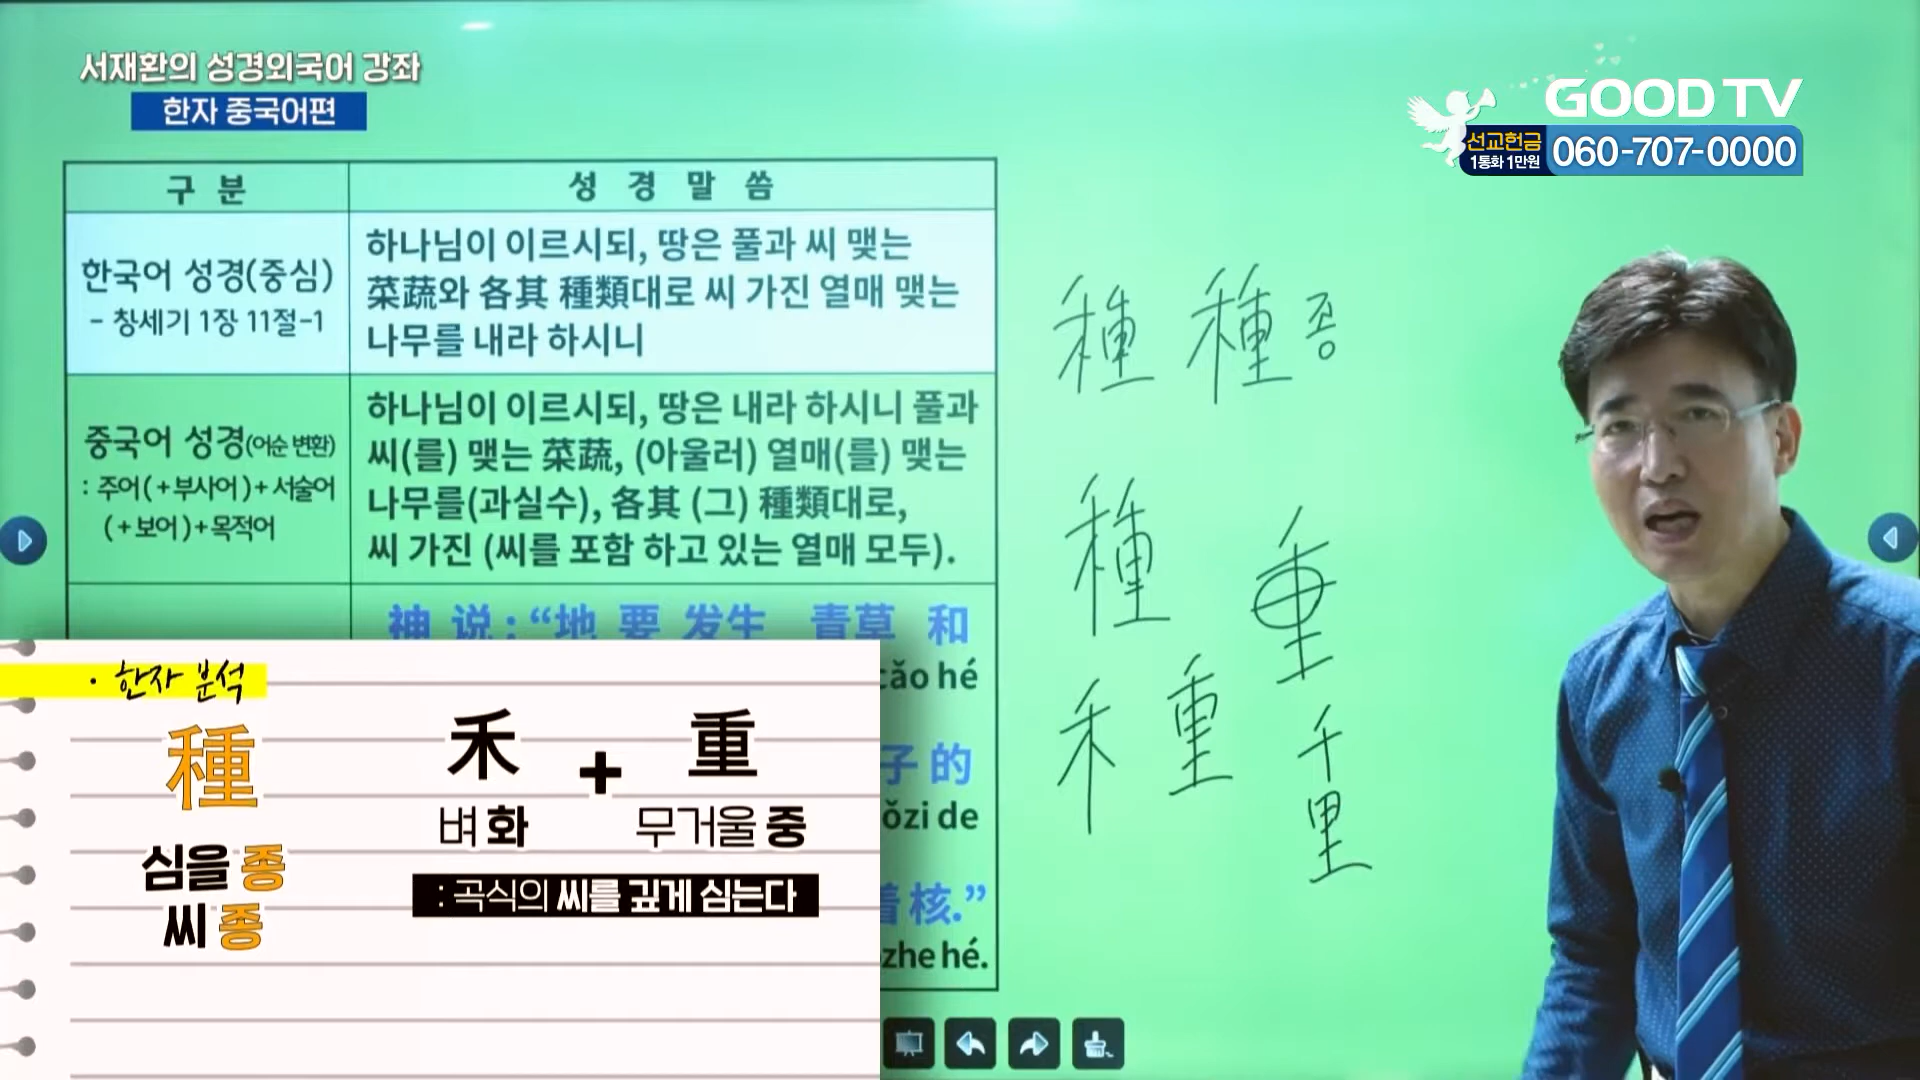 서재환의 성경외국어 강좌
한자 중국어편
GOOD TV
선교헌금
1통화 1만원
060-707-0000
구 분
성 경 말 씀
한국어 성경(중심)
- 창세기 1장 11절-1
하나님이 이르시되, 땅은 풀과 씨 맺는
菜蔬와 各其 種類대로 씨 가진 열매 맺는
나무를 내라 하시니
중국어 성경(어순 변환)
: 주어(+부사어)+서술어
(+보어)+목적어
하나님이 이르시되, 땅은 내라 하시니 풀과
씨(를) 맺는 菜蔬, (아울러) 열매(를) 맺는
나무를(과실수), 各其 (그) 種類대로,
씨 가진 (씨를 포함 하고 있는 열매 모두).
神 说:“地 要 发生 青草 和
cǎo hé
子 的
ǒzi de
着核.”
zhe hé.
種 種 종
種 重
禾 重 千
里
· 한자 분석
種
심을 종
씨 종
禾 + 重
벼 화 무거울 중
: 곡식의 씨를 깊게 심는다